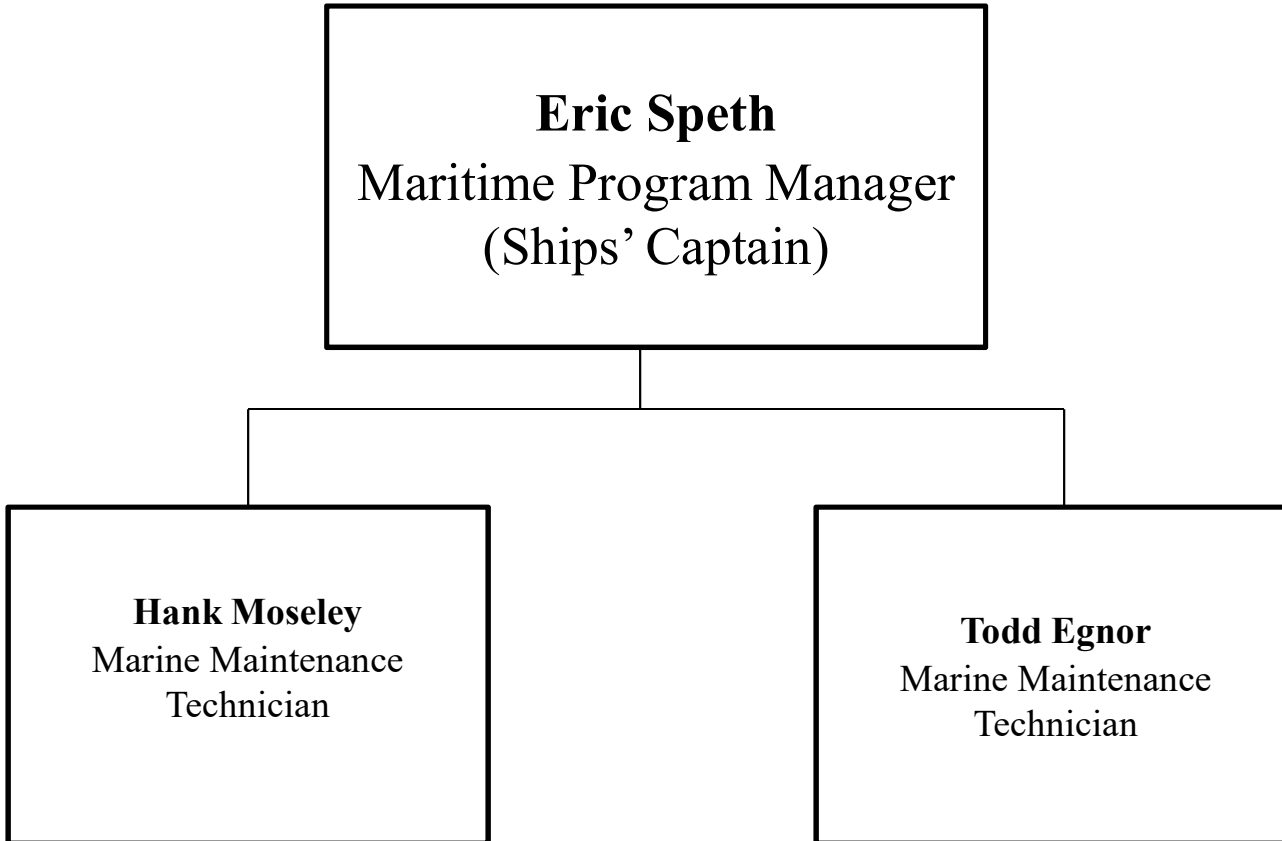 Eric Speth
Maritime Program Manager
(Ships’ Captain)
Hank Moseley
Marine Maintenance
Technician
Todd Egnor
Marine Maintenance
Technician